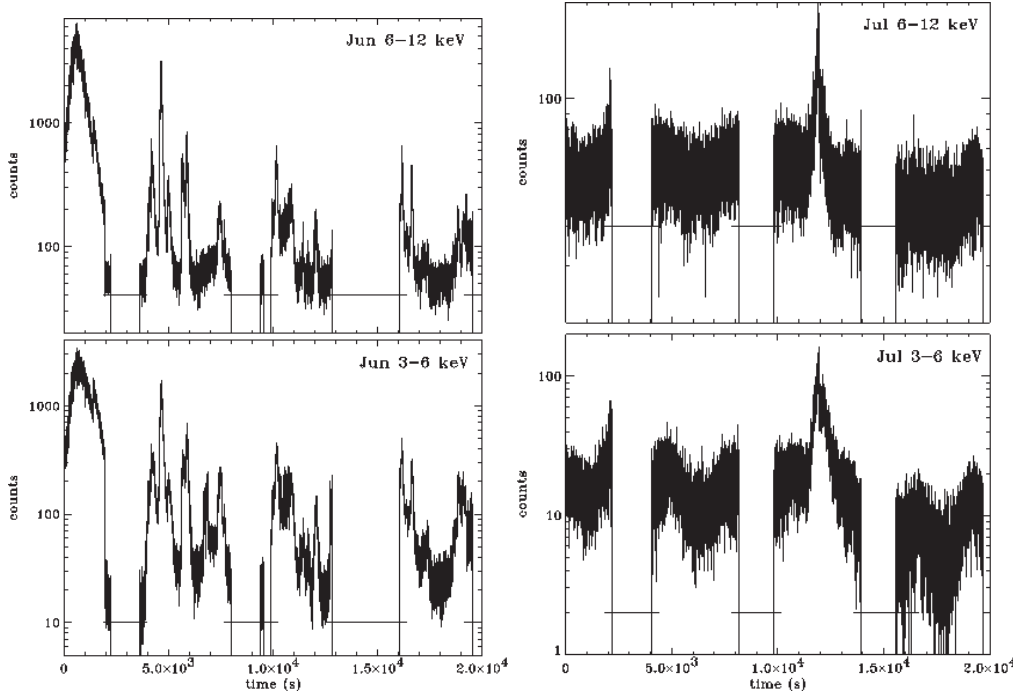 Jun 6–12 keV
1000
100
counts
Jun 3–6 keV
1000
100
10
counts
0 5.0×10³ 1.0×10⁴ 1.5×10⁴ 2.0×10⁴
time (s)
Jul 6–12 keV
100
counts
Jul 3–6 keV
100
10
1
counts
0 5.0×10³ 1.0×10⁴ 1.5×10⁴ 2.0×10⁴
time (s)